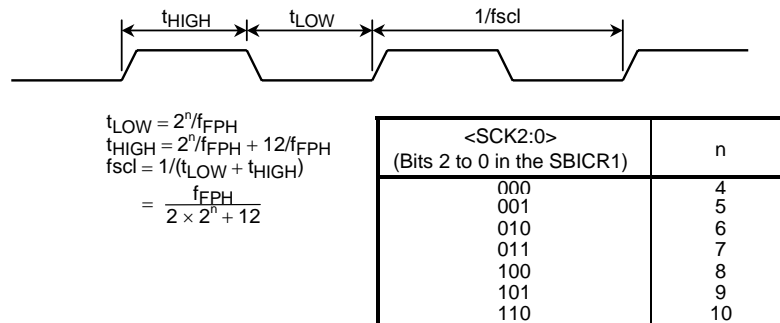 tHIGH tLOW 1/fscl
tLOW = 2ⁿ/fFPH
tHIGH = 2ⁿ/fFPH + 12/fFPH
fscl = 1/(tLOW + tHIGH)
= fFPH / 2 × 2ⁿ + 12
<SCK2:0>
(Bits 2 to 0 in the SBICR1) n
000 4
001 5
010 6
011 7
100 8
101 9
110 10